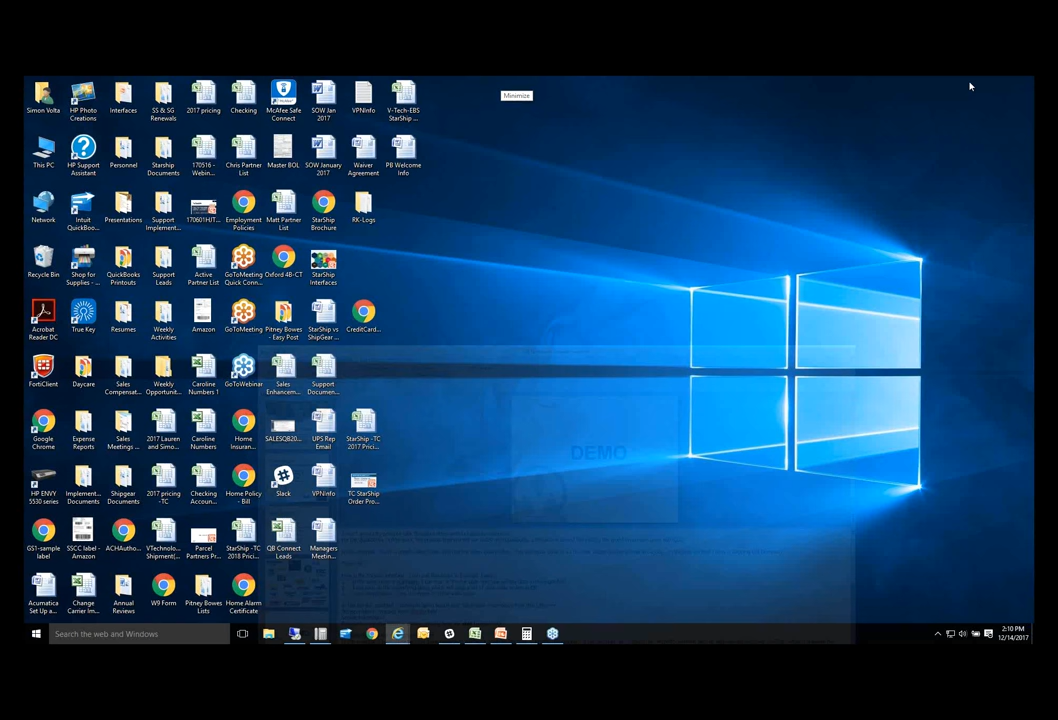 Minimize
Simon Volta
HP Photo
Creations
Interfaces
SS & SG
Renewals
2017 pricing
Checking
McAfee Safe
Connect
SOW Jan
2017
VPNInfo
V-Tech-EBS
StarShip ...
This PC
HP Support
Assistant
Personnel
Starship
Documents
170516 -
Webin...
Chris Partner
List
Master BOL
SOW January
2017
Waiver
Agreement
PB Welcome
Info
Network
Intuit
QuickBoo...
Presentations
Support
Implement...
170601HJT...
Employment
Policies
Matt Partner
List
StarShip
Brochure
RK-Logs
Recycle Bin
Shop for
Supplies - ...
QuickBooks
Printouts
Support
Leads
Active
Partner List
GoToMeeting
Quick Conn...
Oxford 4B-CT
StarShip
Interfaces
Acrobat
Reader DC
True Key
Resumes
Weekly
Activities
Amazon
GoToMeeting
Pitney Bowes
- Easy Post
StarShip vs
ShipGear ...
CreditCard...
FortiClient
Daycare
Sales
Compensat...
Weekly
Opportunit...
Caroline
Numbers 1
GoToWebinar
Sales
Enhancem...
Support
Documen...
Google
Chrome
Expense
Reports
Sales
Meetings ...
2017 Lauren
and Simo...
Caroline
Numbers
Home
Insuran...
SALESQB20...
UPS Rep
Email
StarShip -TC
2017 Prici...
DEMO
HP ENVY
5530 series
Implement...
Documents
Shipgear
Documents
2017 pricing
-TC
Checking
Accoun...
Home Policy
- Bill
Slack
VPNInfo
TC StarShip
Order Pro...
GS1-sample
label
SSCC label -
Amazon
ACHAutho...
VTechnolo...
Shipment(...
Parcel
Partners Pr...
StarShip -TC
2018 Prici...
QB Connect
Leads
Managers
Meetin...
Acumatica
Set Up a...
Change
Carrier Im...
Annual
Reviews
W9 Form
Pitney Bowes
Lists
Home Alarm
Certificate
Search the web and Windows
2:10 PM
12/14/2017